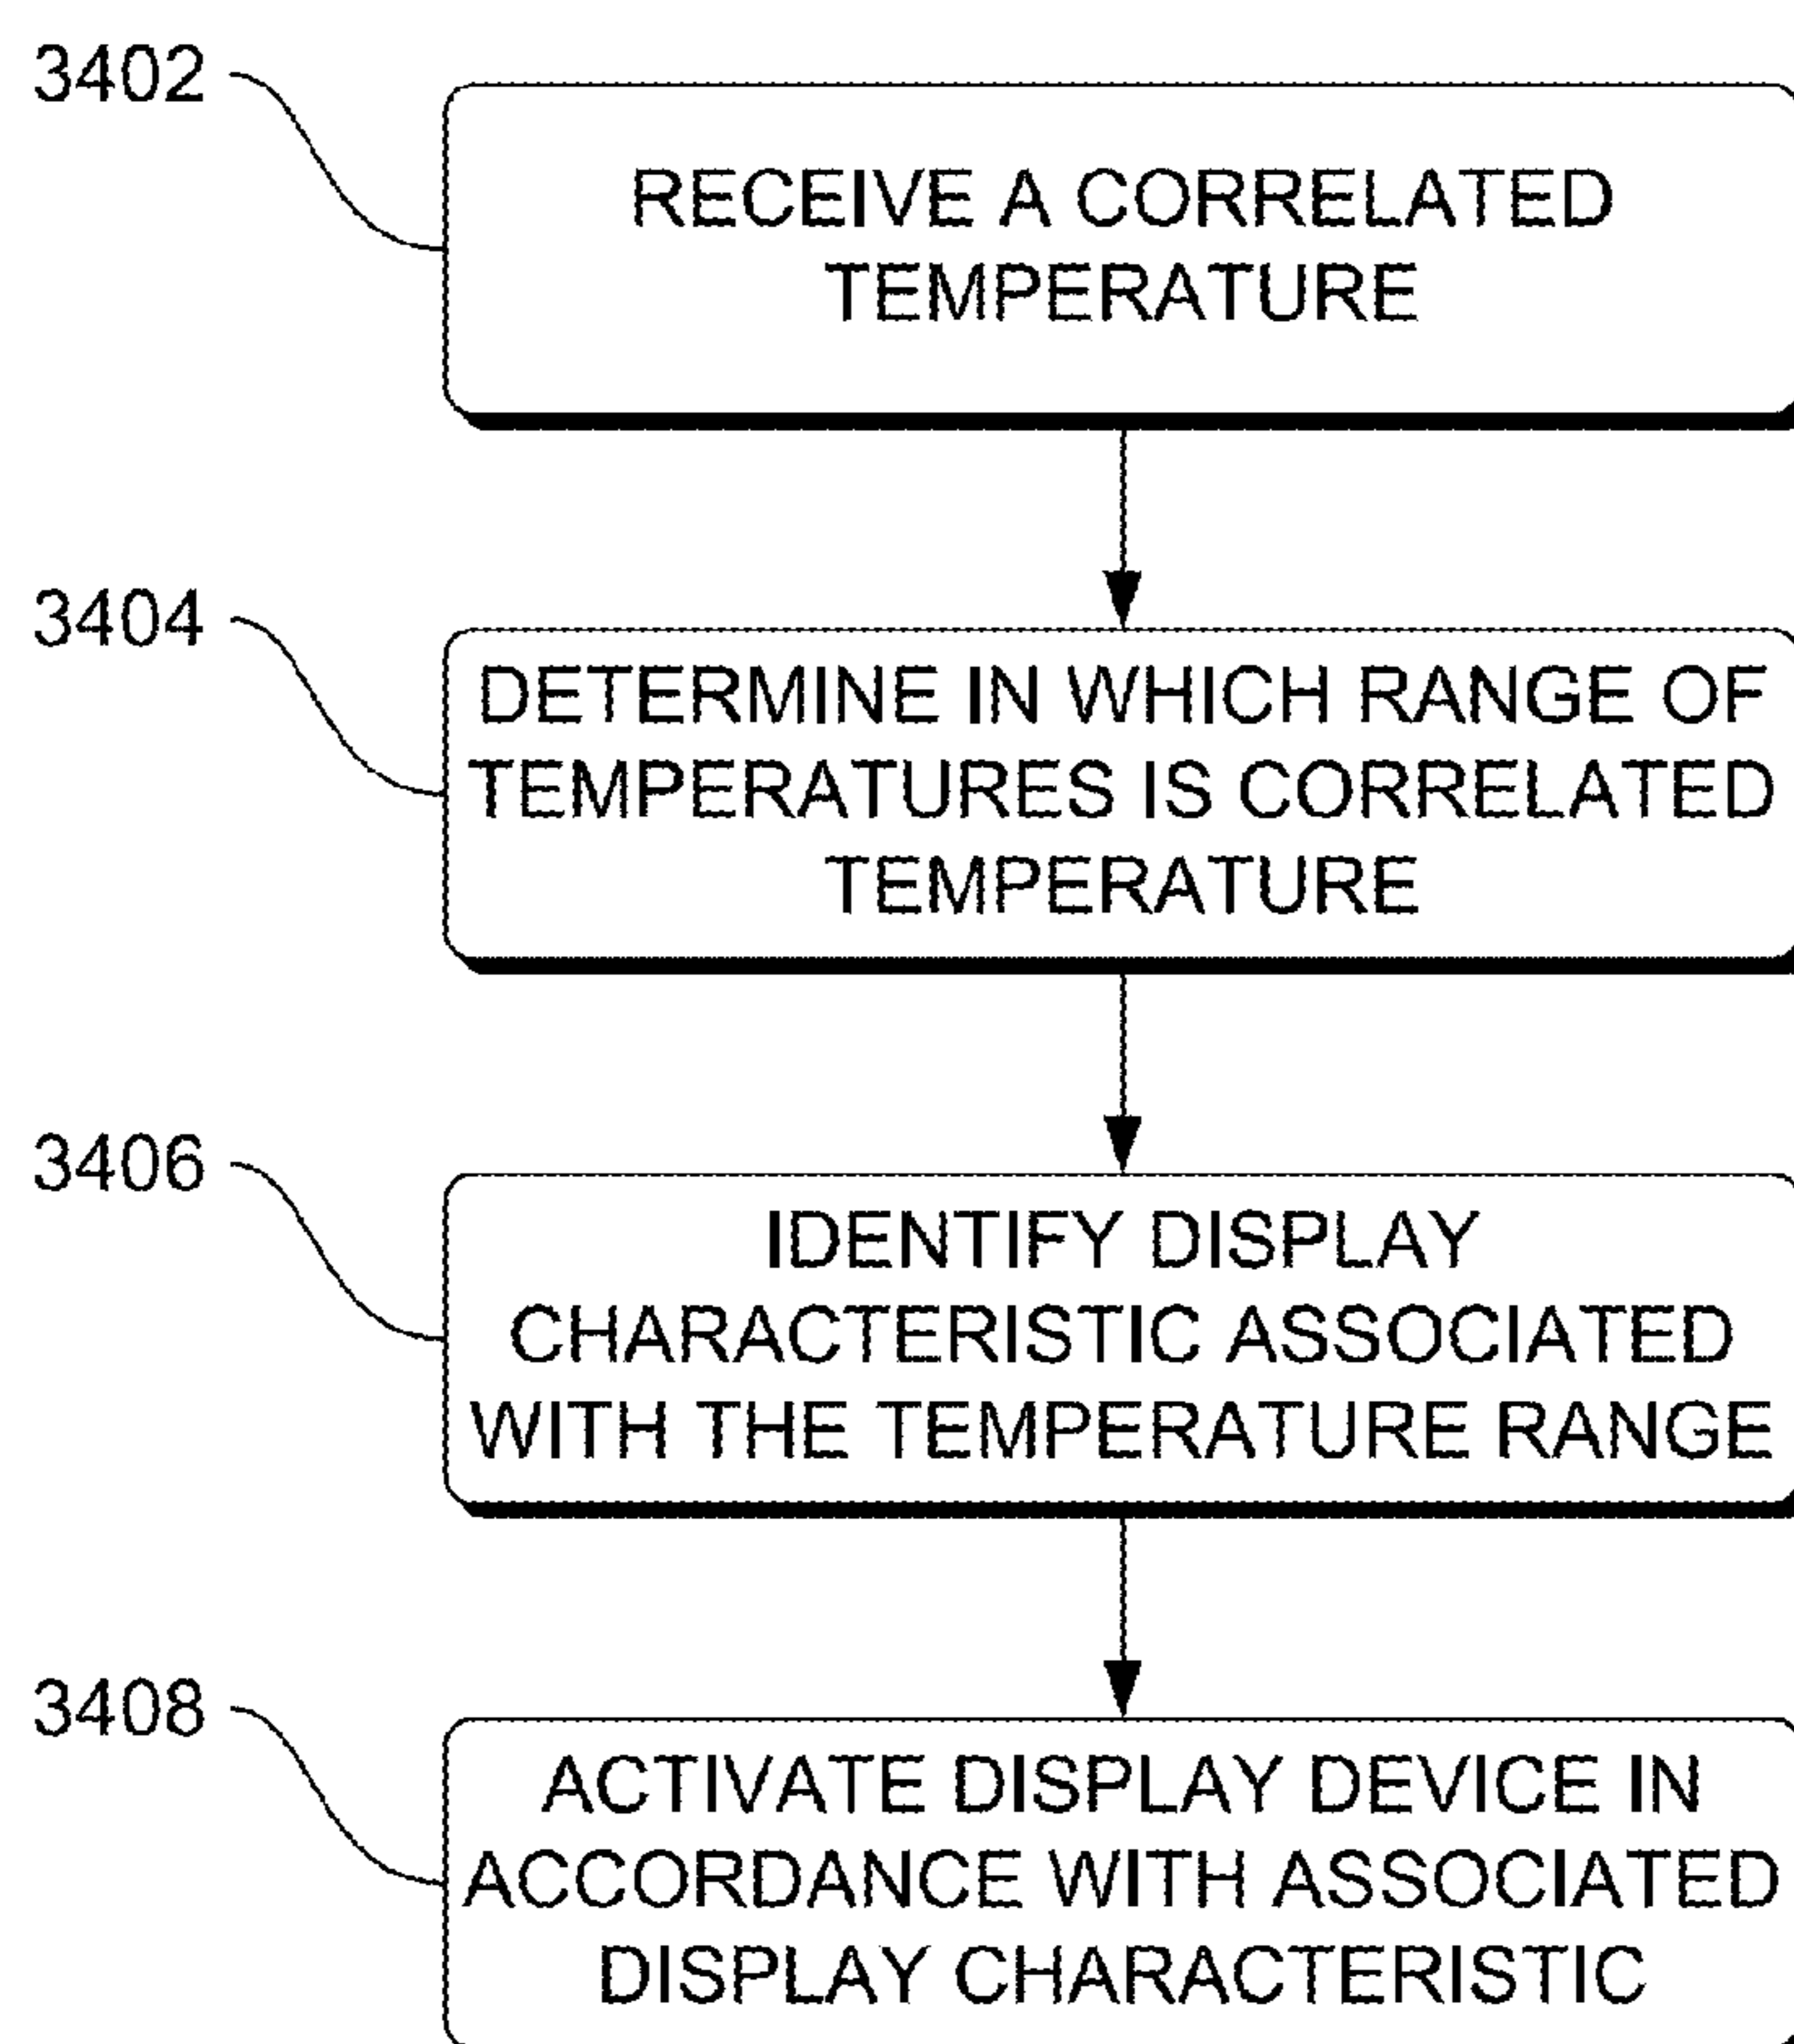 3402
RECEIVE A CORRELATED
TEMPERATURE
3404
DETERMINE IN WHICH RANGE OF
TEMPERATURES IS CORRELATED
TEMPERATURE
3406
IDENTIFY DISPLAY
CHARACTERISTIC ASSOCIATED
WITH THE TEMPERATURE RANGE
3408
ACTIVATE DISPLAY DEVICE IN
ACCORDANCE WITH ASSOCIATED
DISPLAY CHARACTERISTIC